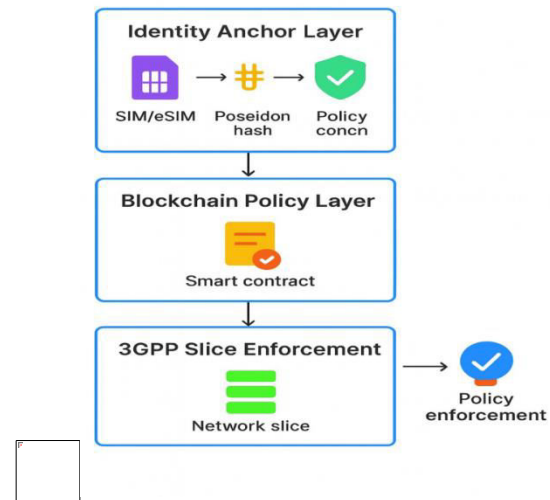 Identity Anchor Layer
SIM/eSIM
Poseidon
hash
Policy
concn
Blockchain Policy Layer
Smart contract
3GPP Slice Enforcement
Network slice
Policy
enforcement